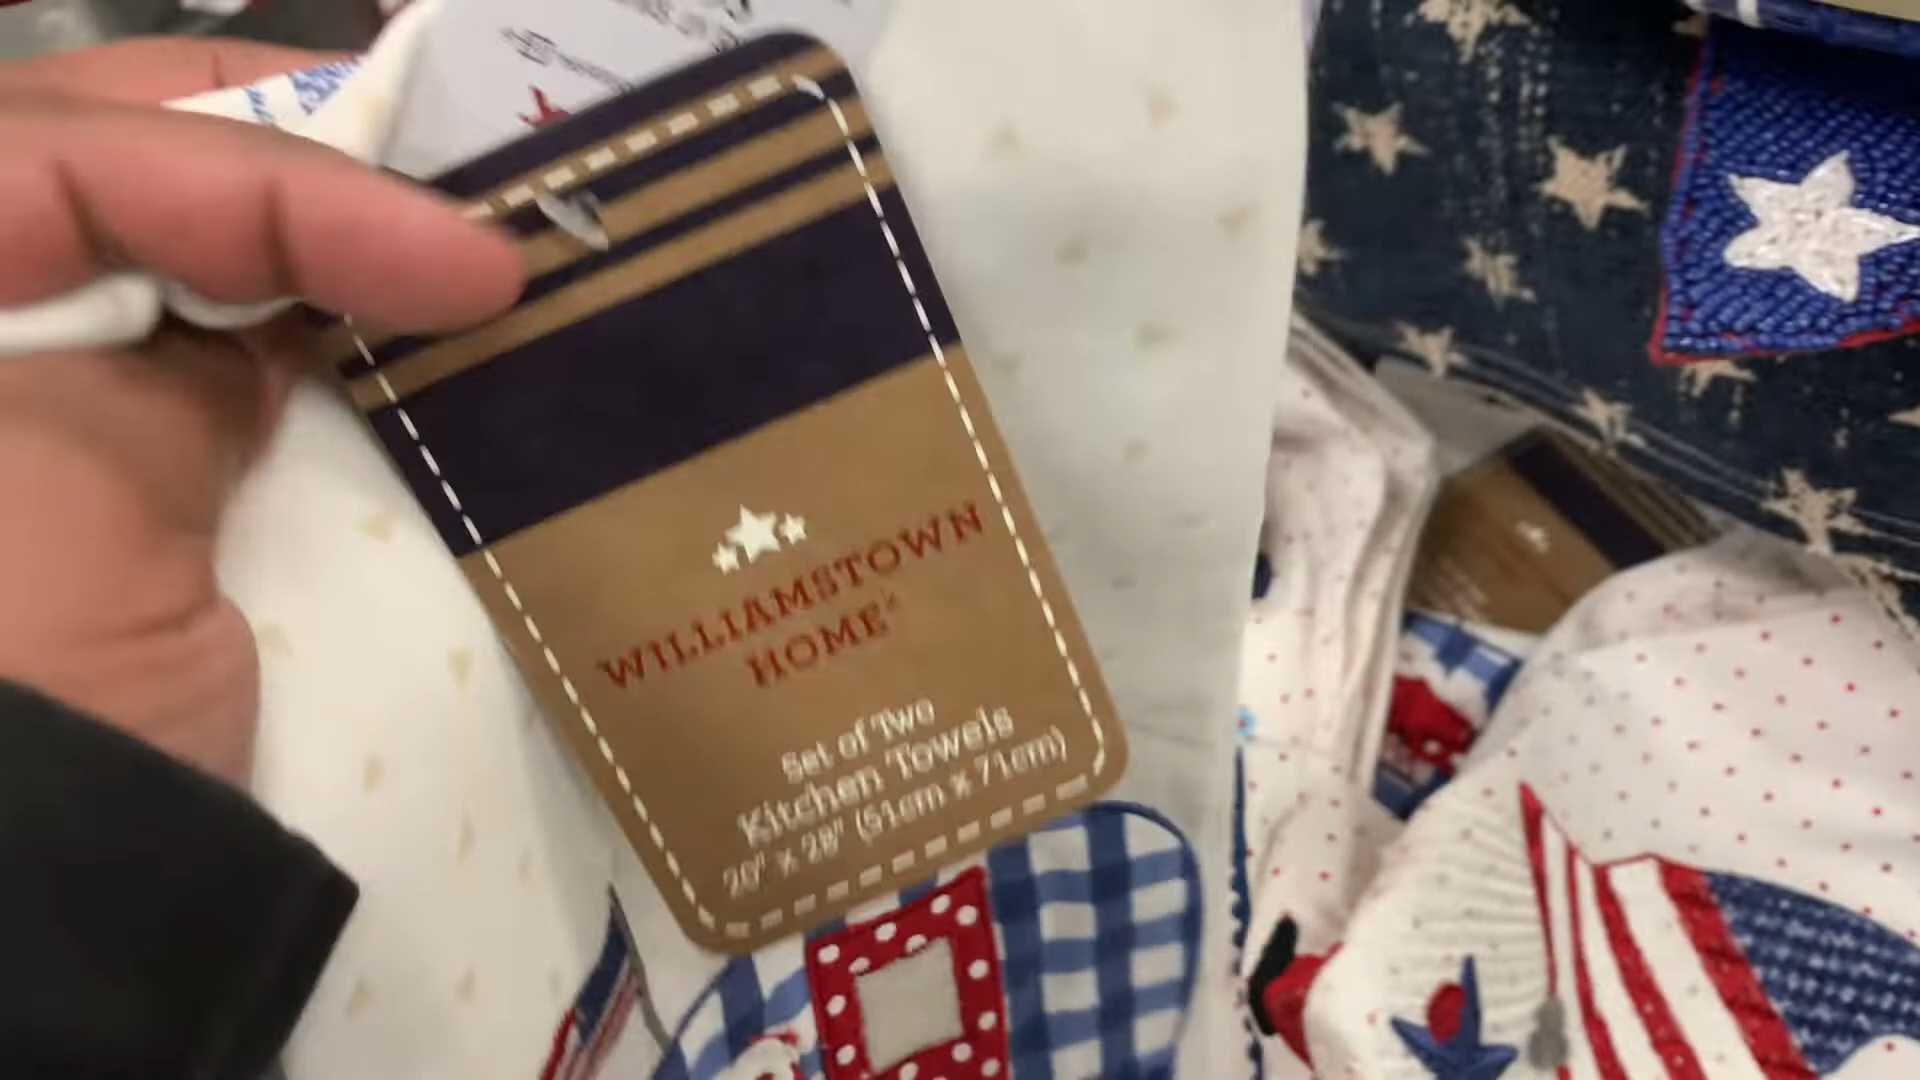 WILLIAMSTOWN
HOME
Set of Two
Kitchen Towels
20" x 28" (51cm x 71cm)